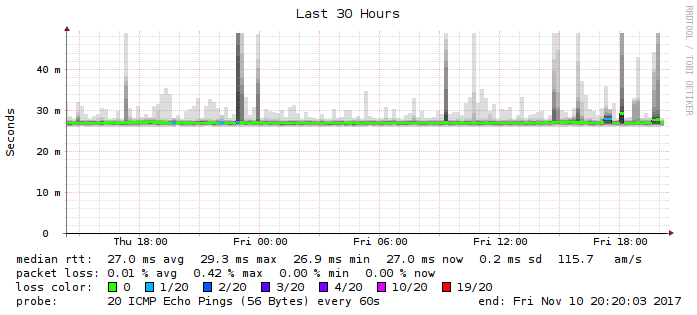 Last 30 Hours
RRDTOOL / TOBI OETIKER
Seconds
40 m
30 m
20 m
10 m
0
Thu 18:00 Fri 00:00 Fri 06:00 Fri 12:00 Fri 18:00
median rtt: 27.0 ms avg 29.3 ms max 26.9 ms min 27.0 ms now 0.2 ms sd 115.7 am/s
packet loss: 0.01 % avg 0.42 % max 0.00 % min 0.00 % now
loss color: 0 1/20 2/20 3/20 4/20 10/20 19/20
probe: 20 ICMP Echo Pings (56 Bytes) every 60s end: Fri Nov 10 20:20:03 2017